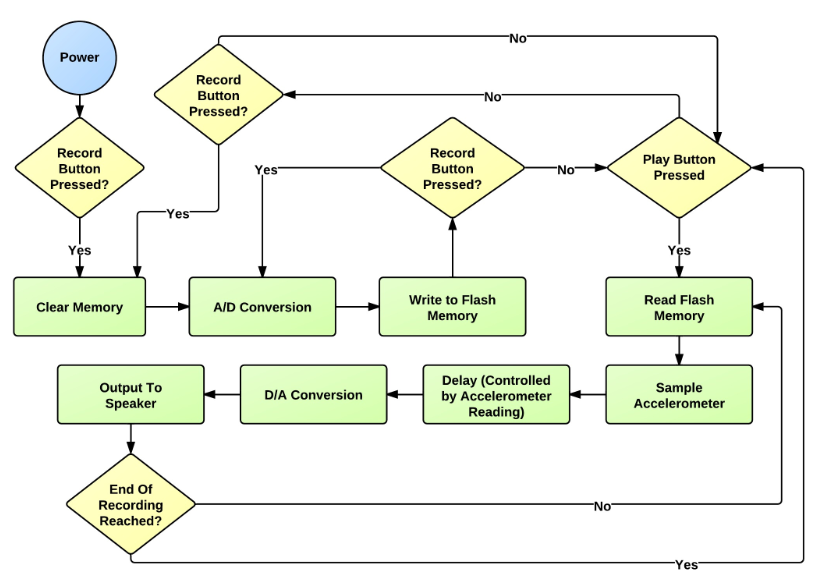 No
Power
Record
Button
Pressed?
No
Record
Button
Pressed?
Record
Button
Pressed?
Play Button
Pressed
Yes
No
Yes
Yes
Yes
Clear Memory
A/D Conversion
Write to Flash
Memory
Read Flash
Memory
Output To
Speaker
D/A Conversion
Delay (Controlled
by Accelerometer
Reading)
Sample
Accelerometer
End Of
Recording
Reached?
No
Yes